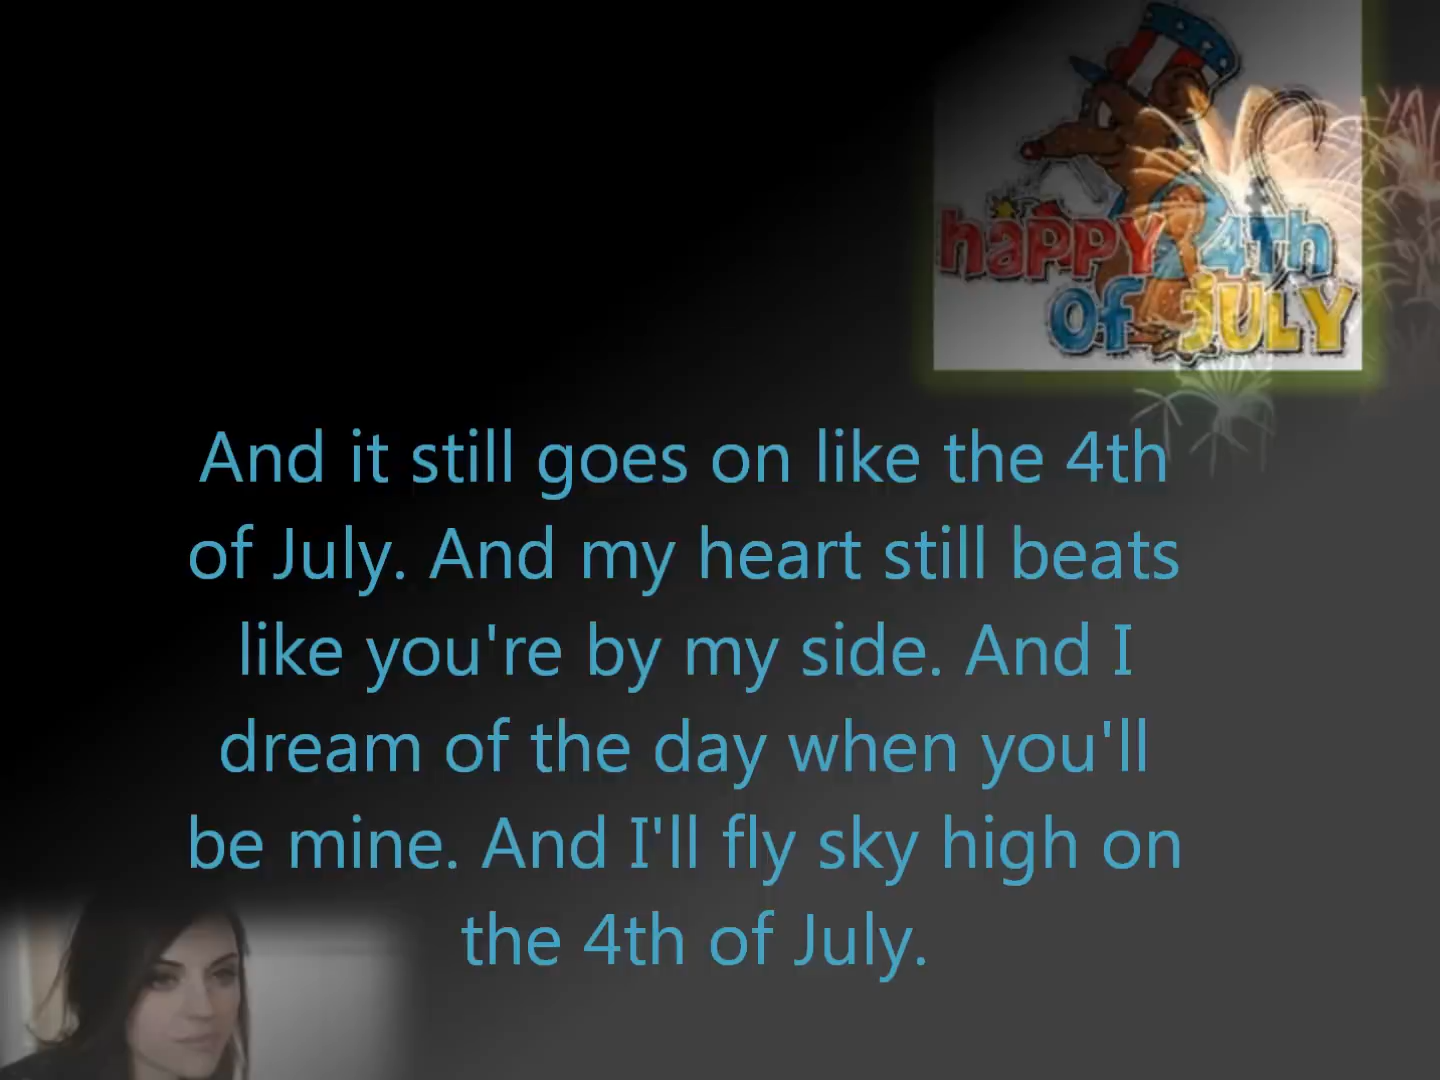 happy 4th
of JULY
And it still goes on like the 4th
of July. And my heart still beats
like you're by my side. And I
dream of the day when you'll
be mine. And I'll fly sky high on
the 4th of July.